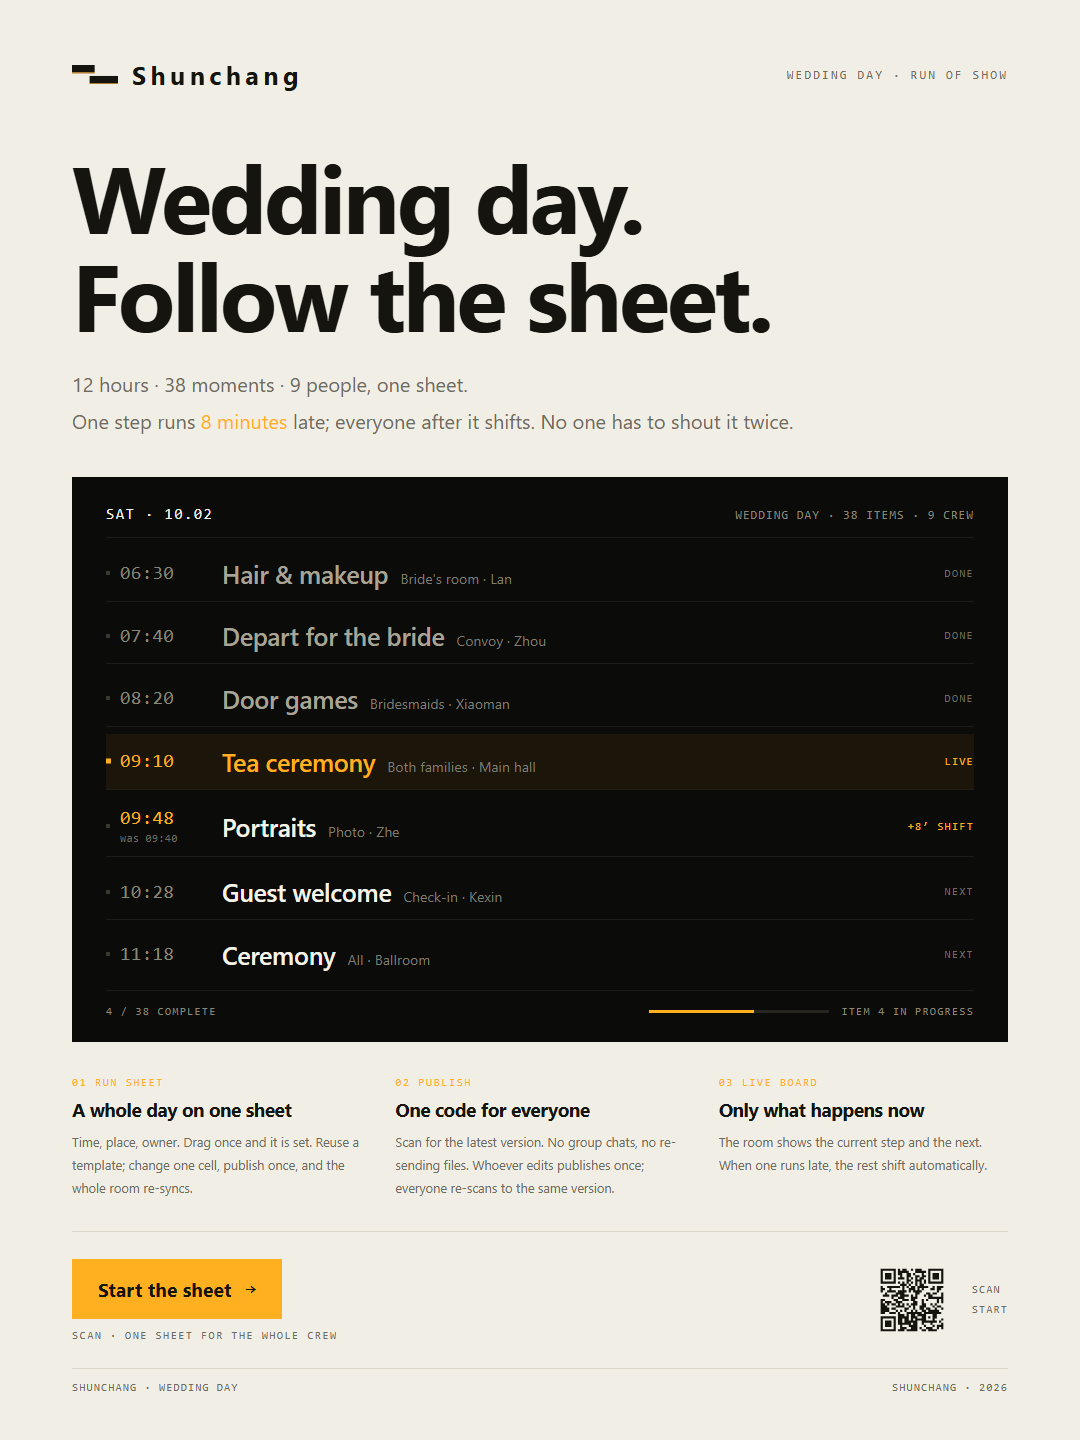 Shunchang
WEDDING DAY · RUN OF SHOW
Wedding day.
Follow the sheet.
12 hours · 38 moments · 9 people, one sheet.
One step runs 8 minutes late; everyone after it shifts. No one has to shout it twice.
SAT · 10.02
WEDDING DAY · 38 ITEMS · 9 CREW
06:30 Hair & makeup Bride's room · Lan DONE
07:40 Depart for the bride Convoy · Zhou DONE
08:20 Door games Bridesmaids · Xiaoman DONE
09:10 Tea ceremony Both families · Main hall LIVE
09:48 Portraits Photo · Zhe +8′ SHIFT
was 09:40
10:28 Guest welcome Check-in · Kexin NEXT
11:18 Ceremony All · Ballroom NEXT
4 / 38 COMPLETE
ITEM 4 IN PROGRESS
01 RUN SHEET
A whole day on one sheet
Time, place, owner. Drag once and it is set. Reuse a
template; change one cell, publish once, and the
whole room re-syncs.
02 PUBLISH
One code for everyone
Scan for the latest version. No group chats, no re-
sending files. Whoever edits publishes once;
everyone re-scans to the same version.
03 LIVE BOARD
Only what happens now
The room shows the current step and the next.
When one runs late, the rest shift automatically.
Start the sheet →
SCAN · ONE SHEET FOR THE WHOLE CREW
SCAN
START
SHUNCHANG · WEDDING DAY
SHUNCHANG · 2026